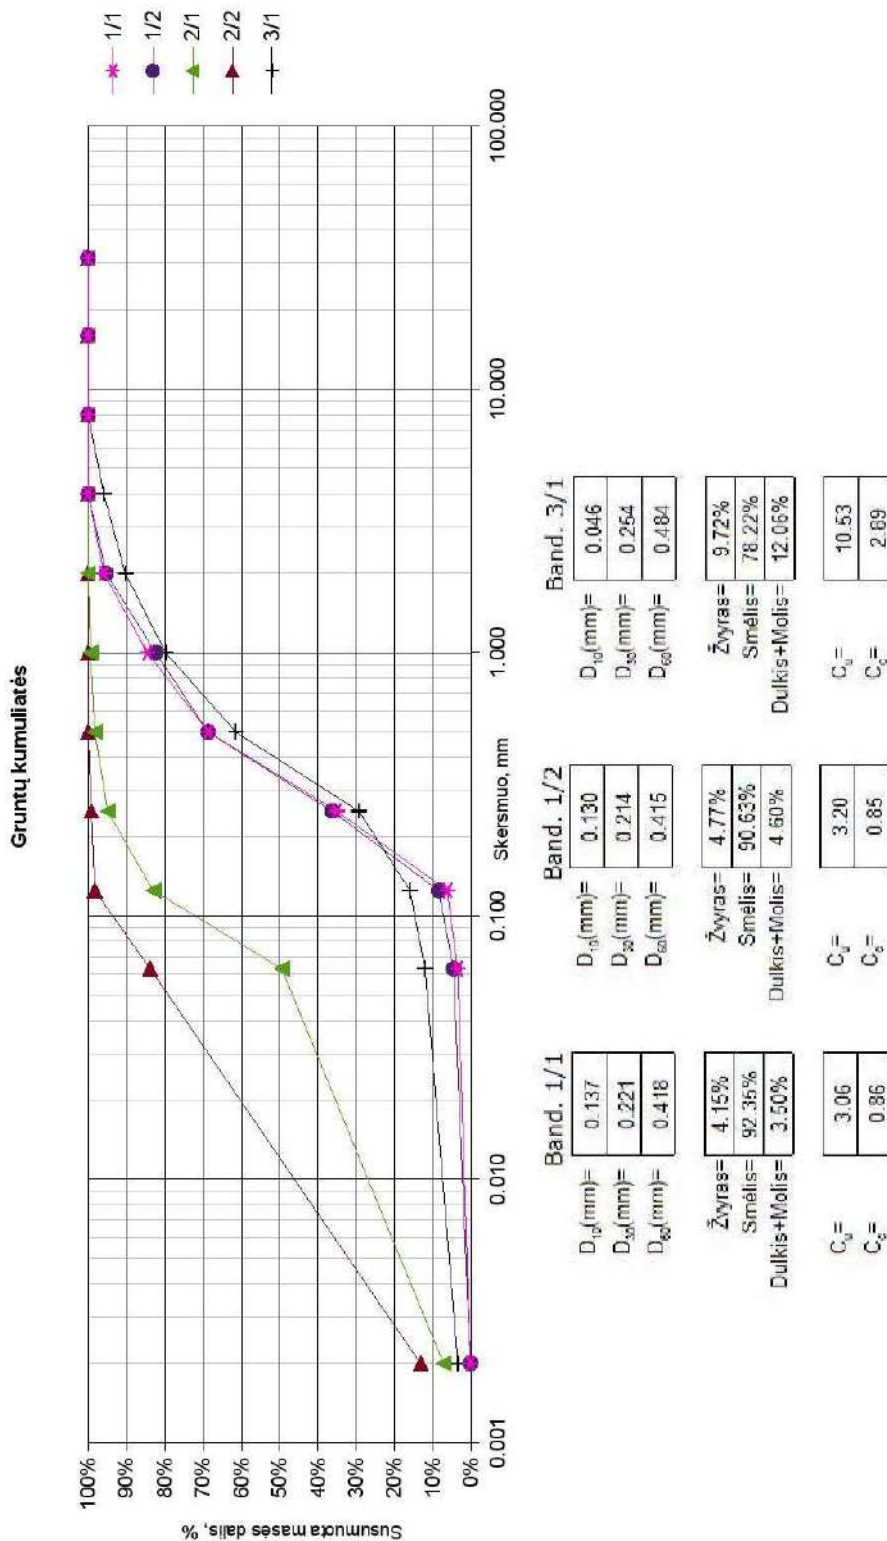 Gruntų kumuliatės
Susumuota masės dalis, %
100%
90%
80%
70%
60%
50%
40%
30%
20%
10%
0%
0.001
0.010
0.100
1.000
10.000
100.000
Skersmuo, mm
1/1
1/2
2/1
2/2
3/1
Band. 1/1
D10(mm)= 0.137
D30(mm)= 0.221
D60(mm)= 0.418
Žvyras= 4.15%
Smėlis= 92.35%
Dulkis+Molis= 3.50%
Cu= 3.06
Cc= 0.86
Band. 1/2
D10(mm)= 0.130
D30(mm)= 0.214
D60(mm)= 0.415
Žvyras= 4.77%
Smėlis= 90.63%
Dulkis+Molis= 4.60%
Cu= 3.20
Cc= 0.85
Band. 3/1
D10(mm)= 0.046
D30(mm)= 0.254
D60(mm)= 0.484
Žvyras= 9.72%
Smėlis= 78.22%
Dulkis+Molis= 12.06%
Cu= 10.53
Cc= 2.89